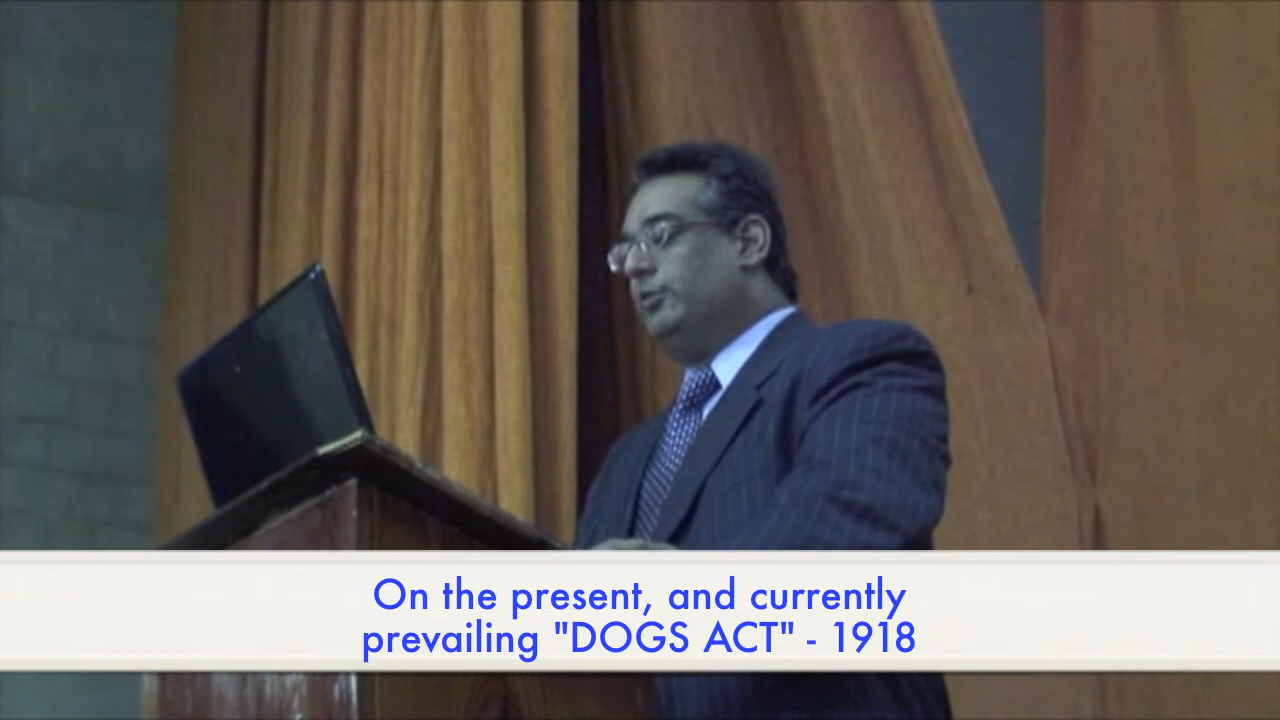 On the present, and currently
prevailing "DOGS ACT" - 1918